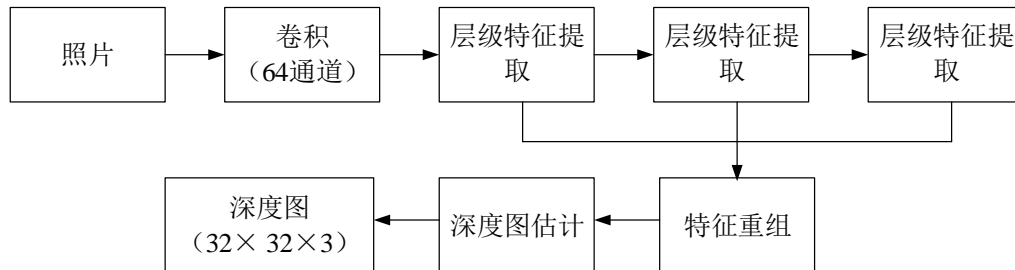 照片
卷积
（64通道）
层级特征提
取
层级特征提
取
层级特征提
取
深度图
（32× 32×3）
深度图估计
特征重组